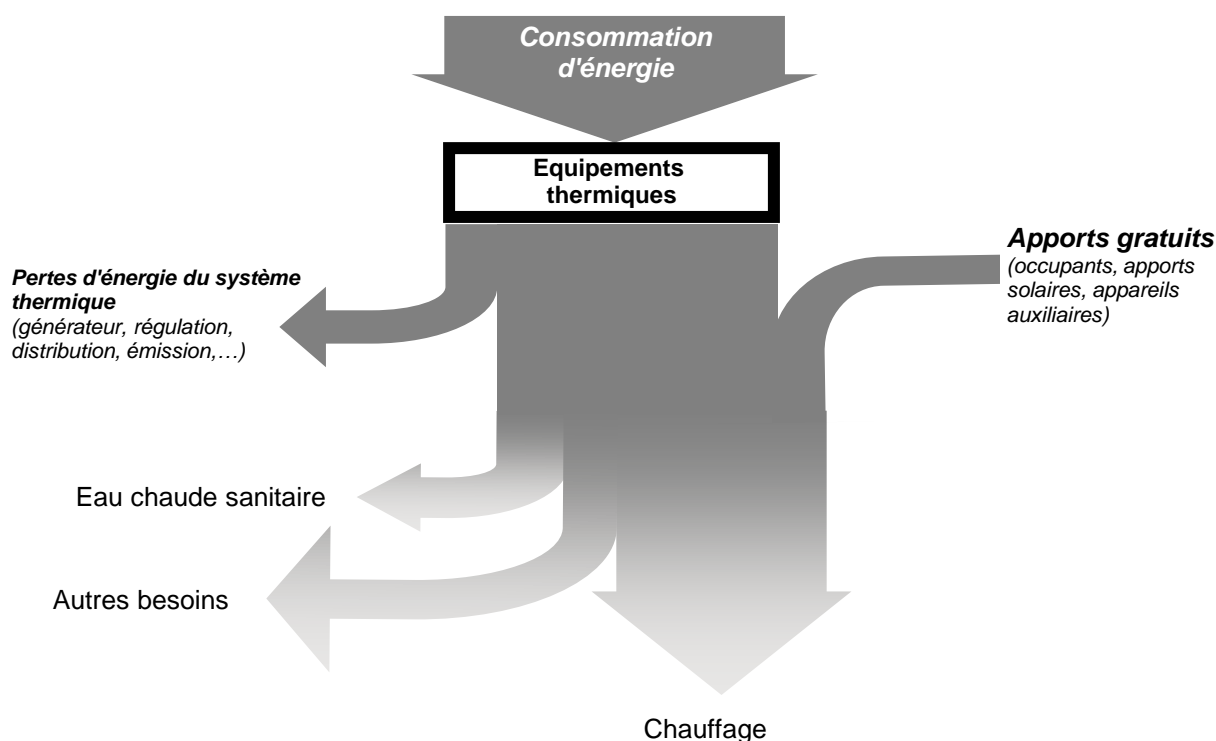 Consommation
d'énergie
Equipements
thermiques
Apports gratuits
(occupants, apports
solaires, appareils
auxiliaires)
Pertes d'énergie du système
thermique
(générateur, régulation,
distribution, émission,…)
Eau chaude sanitaire
Autres besoins
Chauffage